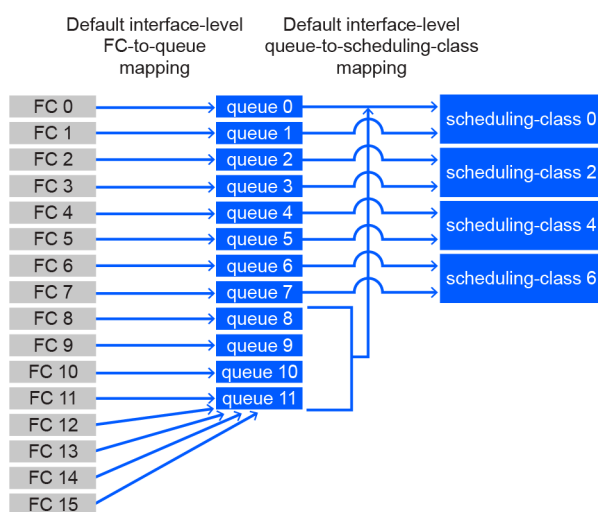 Default interface-level
FC-to-queue
mapping
Default interface-level
queue-to-scheduling-class
mapping
FC 0
queue 0
scheduling-class 0
FC 1
queue 1
FC 2
queue 2
scheduling-class 2
FC 3
queue 3
FC 4
queue 4
scheduling-class 4
FC 5
queue 5
FC 6
queue 6
scheduling-class 6
FC 7
queue 7
FC 8
queue 8
FC 9
queue 9
FC 10
queue 10
FC 11
queue 11
FC 12
FC 13
FC 14
FC 15